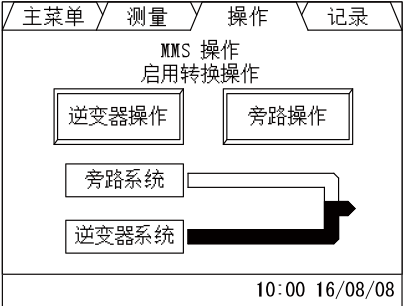 主菜单 测量 操作 记录
MMS 操作
启用转换操作
逆变器操作 旁路操作
旁路系统
逆变器系统
10:00 16/08/08